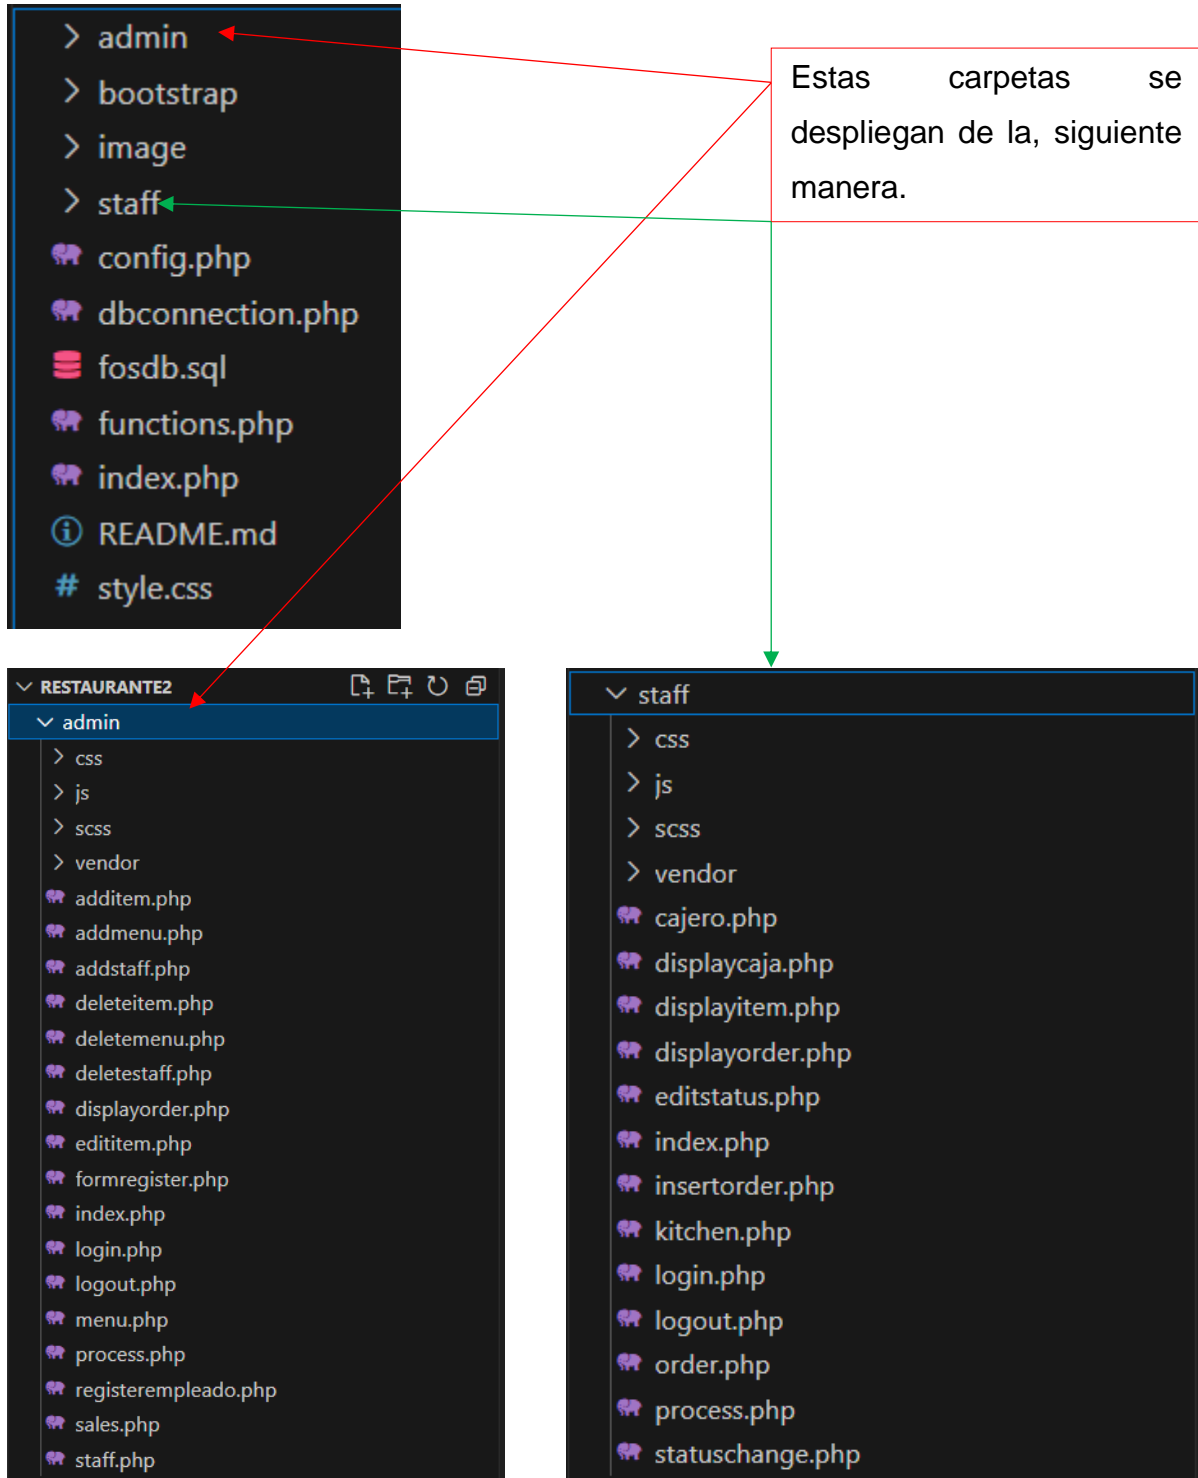 admin
bootstrap
image
staff
config.php
dbconnection.php
fosdb.sql
functions.php
index.php
README.md
# style.css
Estas carpetas se
despliegan de la, siguiente
manera.
RESTAURANTE2
admin
css
js
scss
vendor
additem.php
addmenu.php
addstaff.php
deleteitem.php
deletemenu.php
deletestaff.php
displayorder.php
edititem.php
formregister.php
index.php
login.php
logout.php
menu.php
process.php
registerempleado.php
sales.php
staff.php
staff
css
js
scss
vendor
cajero.php
displaycaja.php
displayitem.php
displayorder.php
editstatus.php
index.php
insertorder.php
kitchen.php
login.php
logout.php
order.php
process.php
statuschange.php